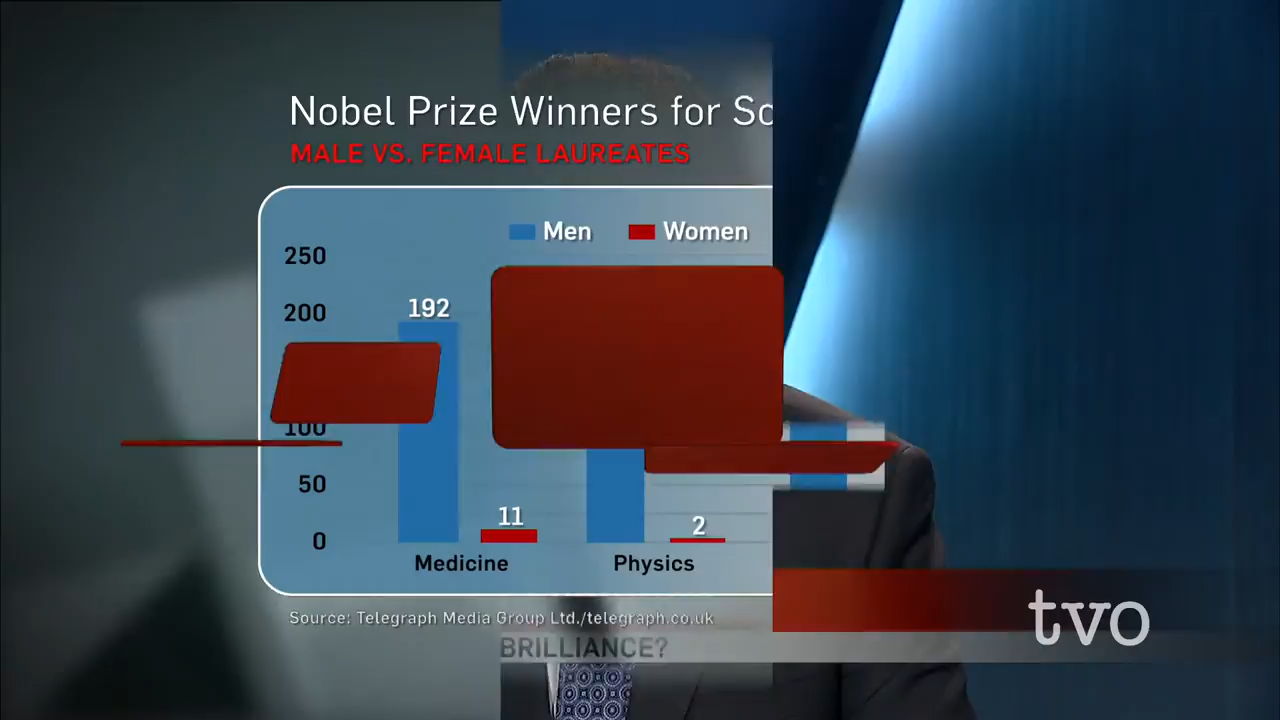 Nobel Prize Winners for
MALE VS. FEMALE LAUREATES
Men Women
250
200
192
100
50
11
2
0
Medicine Physics
Source: Telegraph Media Group Ltd./telegraph.co.uk
BRILLIANCE?
tvo